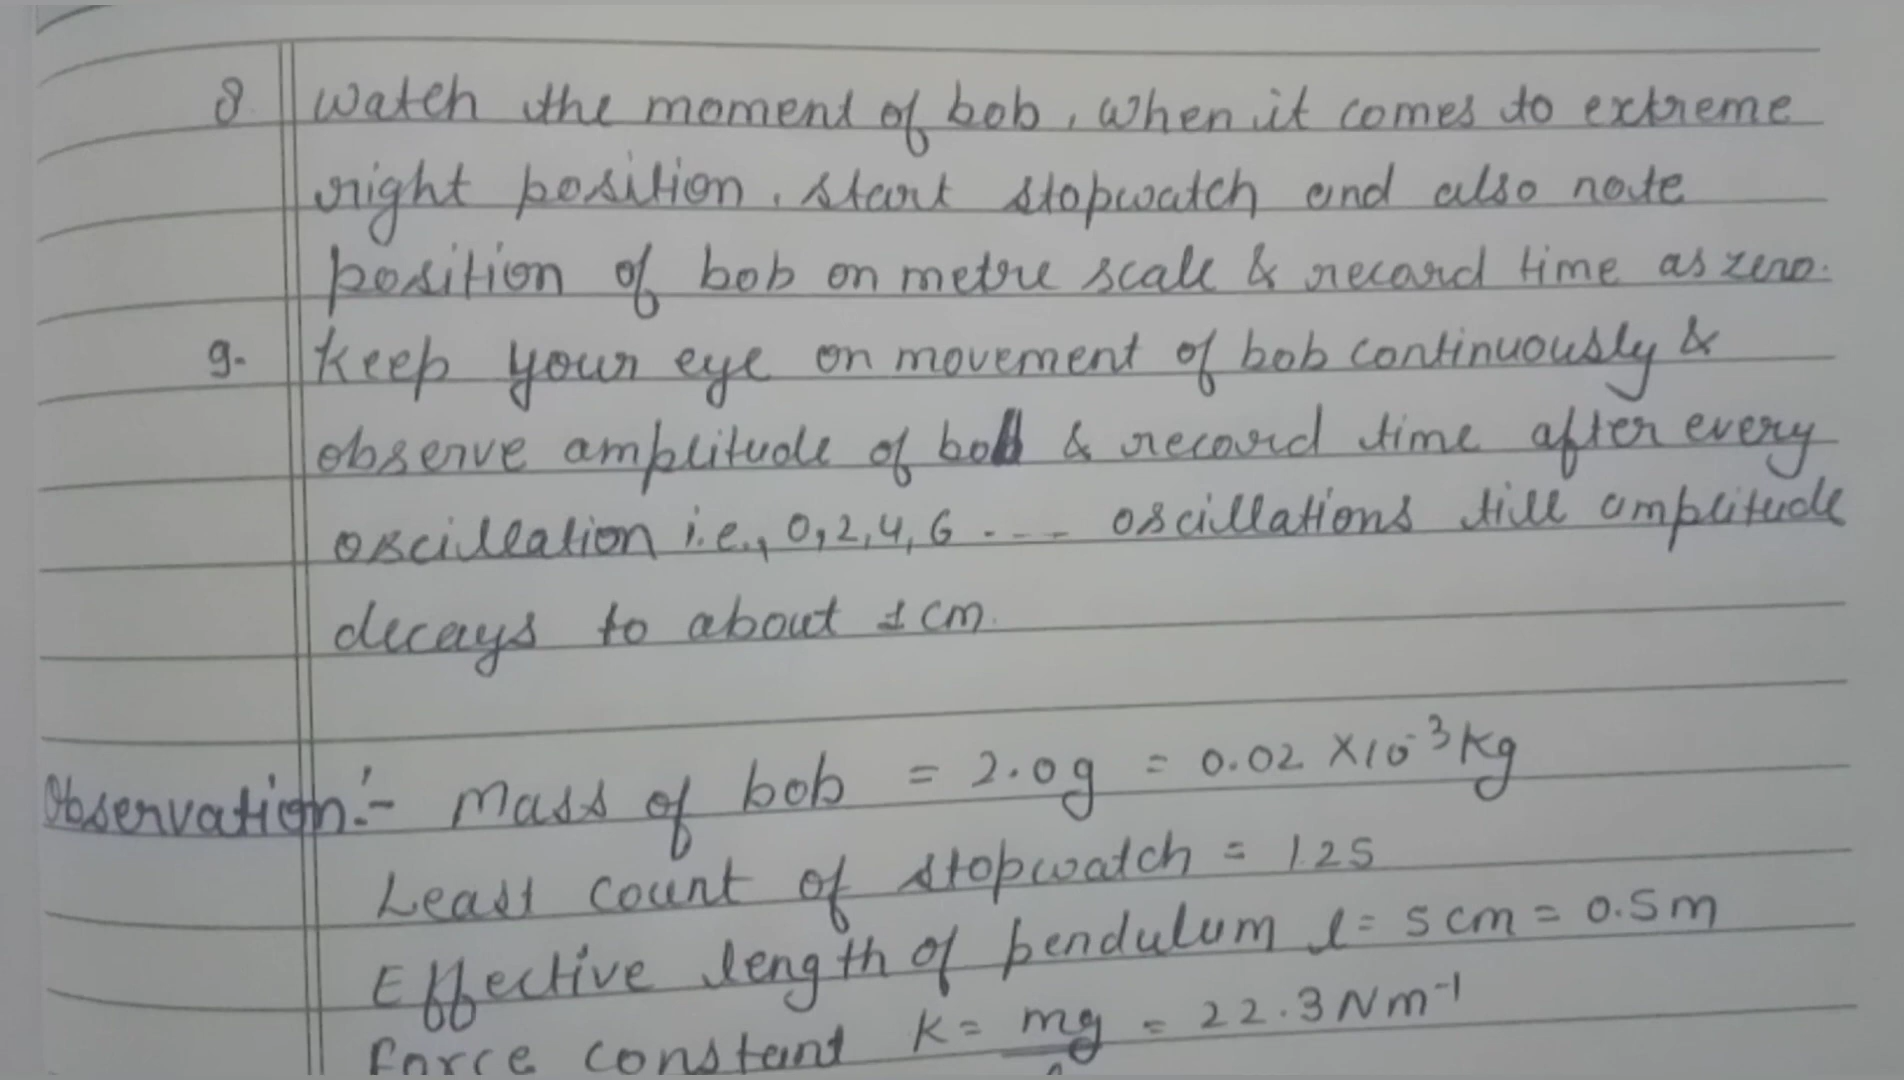 8. Watch the moment of bob, when it comes to extreme
right position, start stopwatch and also note
position of bob on metre scale & record time as zero.
9. Keep your eye on movement of bob continuously &
observe amplitude of bob & record time after every
oscillation i.e., 0, 2, 4, 6 ---- oscillations till amplitude
decays to about 1 cm.
Observation:- Mass of bob = 2.0g = 0.02 × 10⁻³ Kg
Least count of stopwatch = 1.2s
Effective length of pendulum l = 5 cm = 0.5m
Force constant K = mg = 22.3 Nm⁻¹